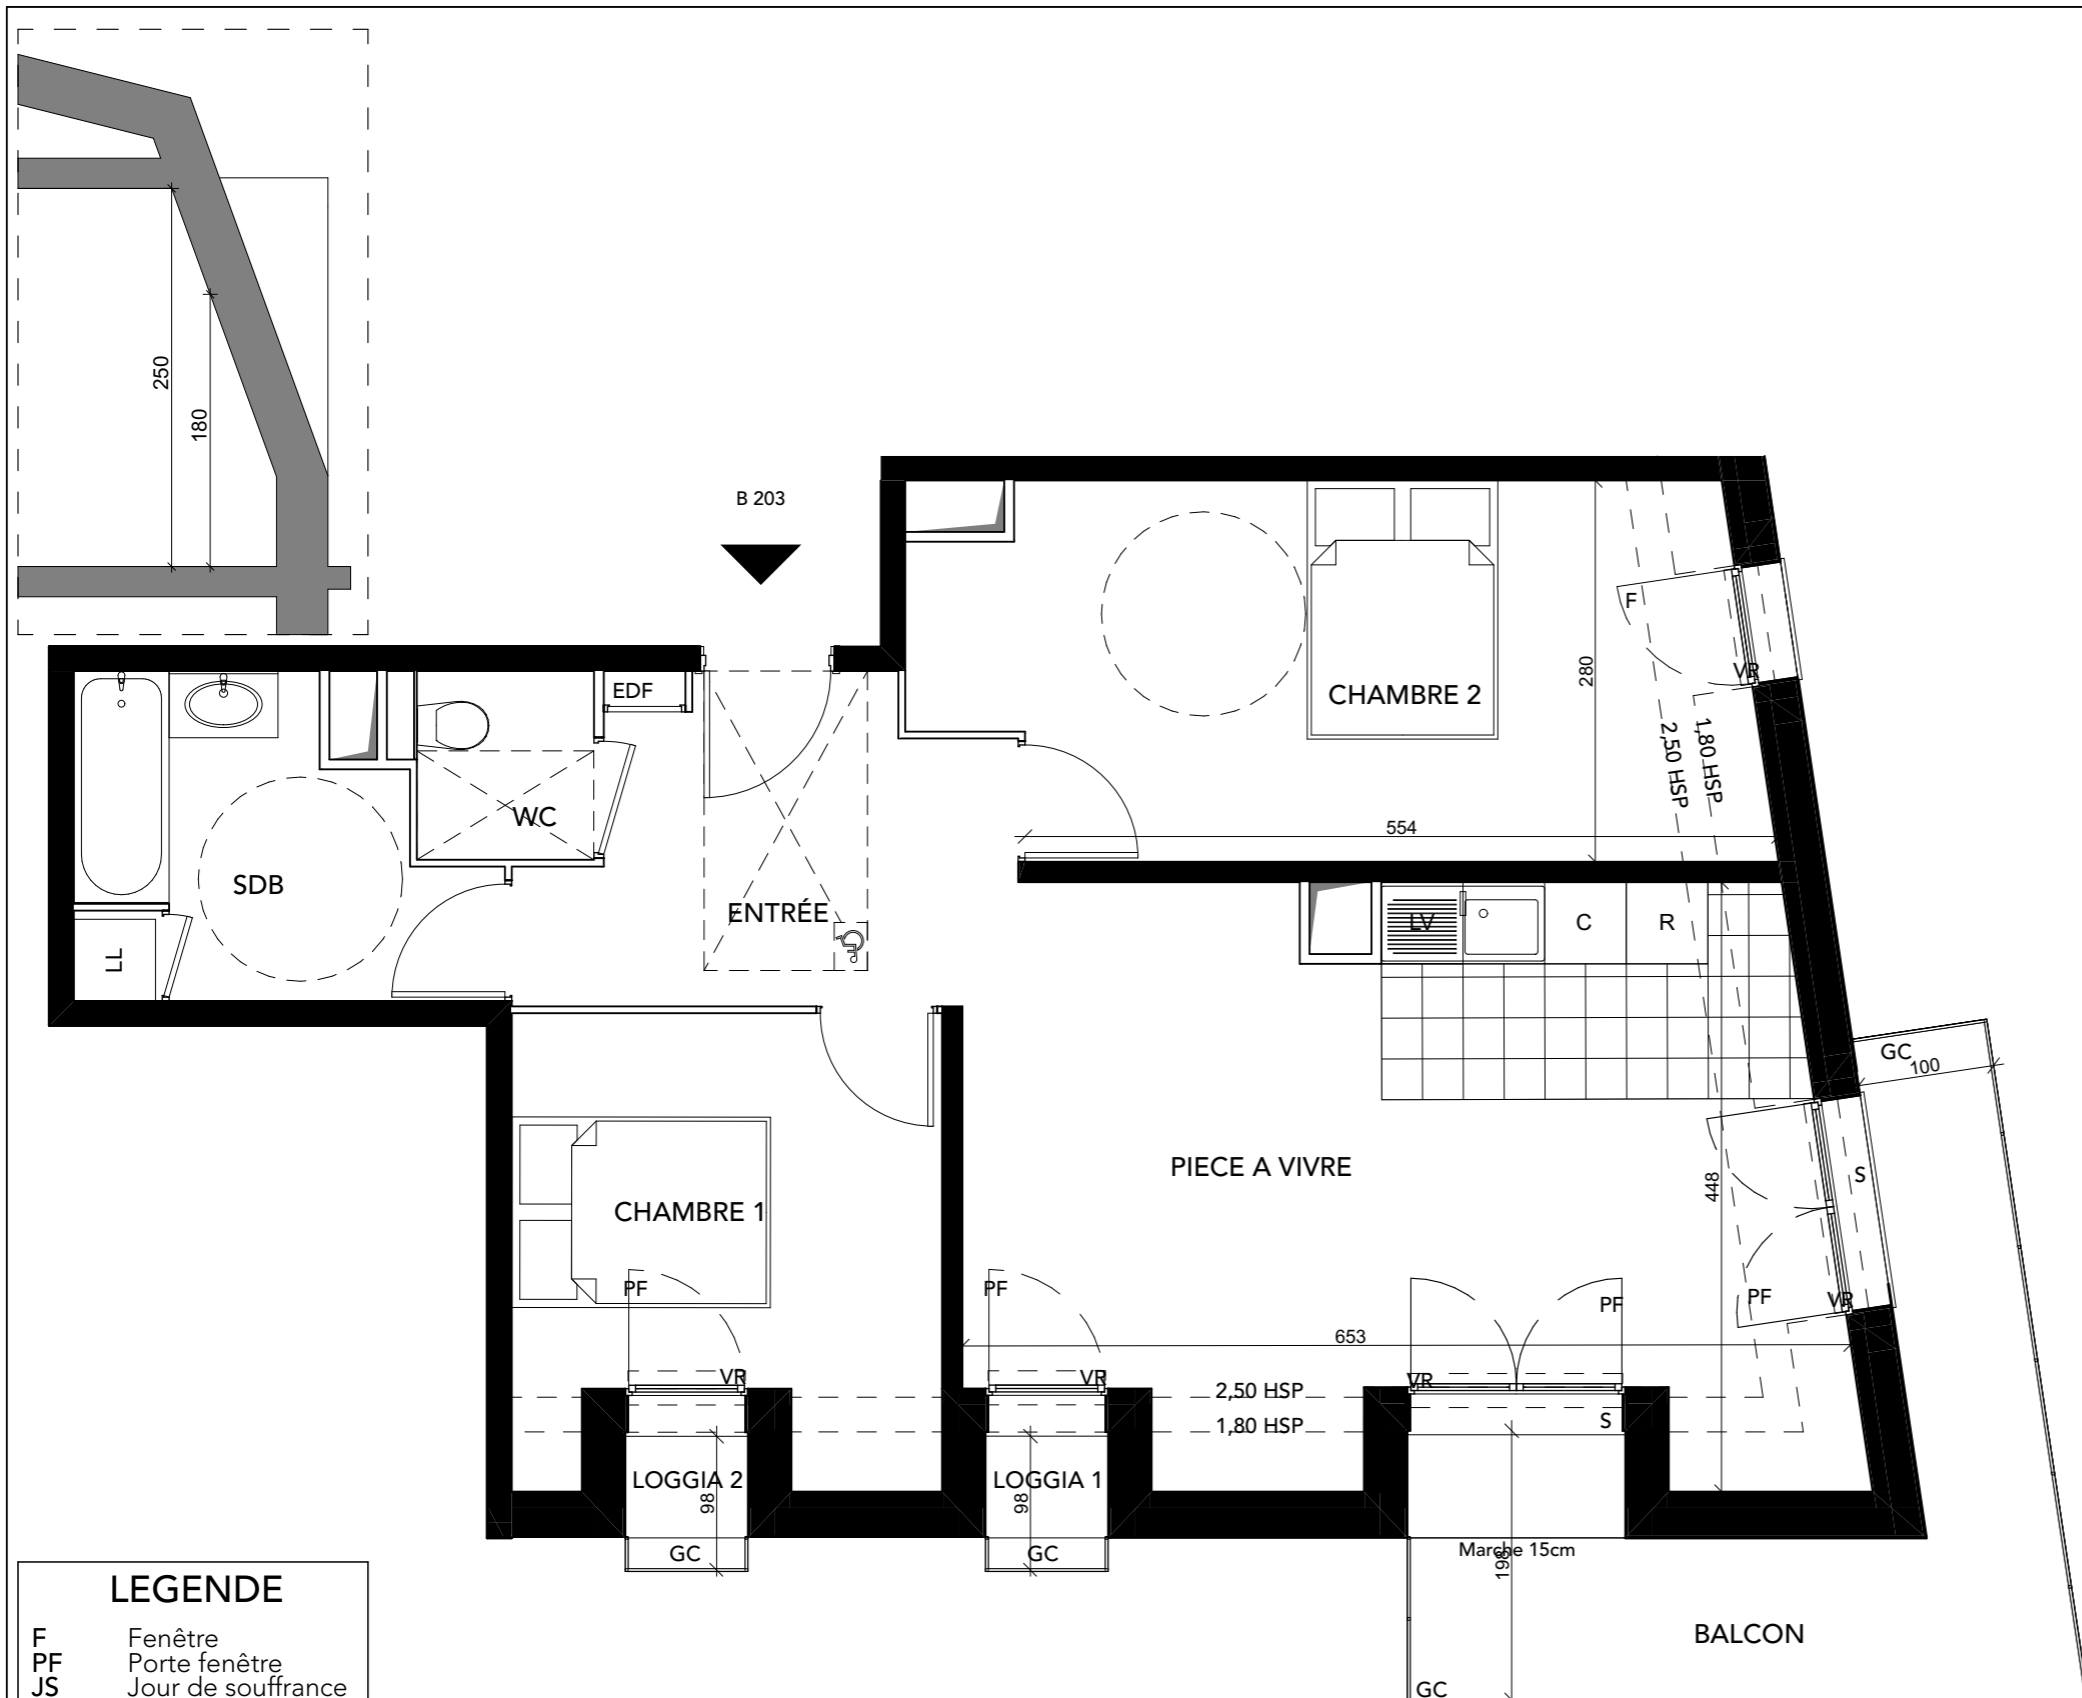 250
180
B 203
EDF
WC
SDB
LL
ENTRÉE
CHAMBRE 2
280
554
F
VR
1,80 HSP
2,50 HSP
LV
C
R
GC
100
PIECE A VIVRE
448
S
PF
VR
CHAMBRE 1
PF
VR
PF
VR
PF
VR
653
2,50 HSP
1,80 HSP
S
LOGGIA 2
98
GC
LOGGIA 1
98
GC
Marche 15cm
198
BALCON
GC
LEGENDE
F Fenêtre
PF Porte fenêtre
JS Jour de souffrance